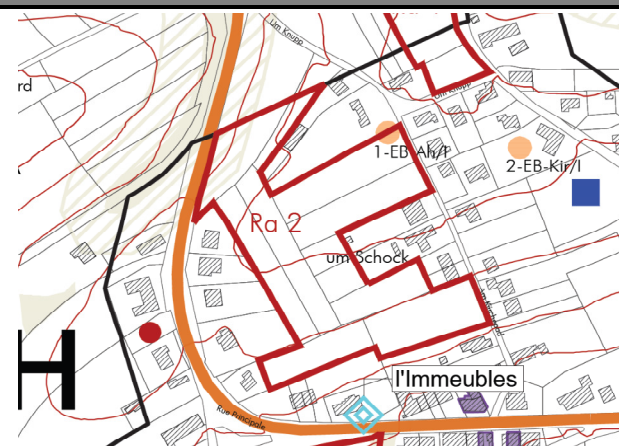 Um Knupp
rd
Um Knupp
1-EB-Ah/I
2-EB-Kir/I
Ra 2
um Schock
H
l'Immeubles
Rue Principale